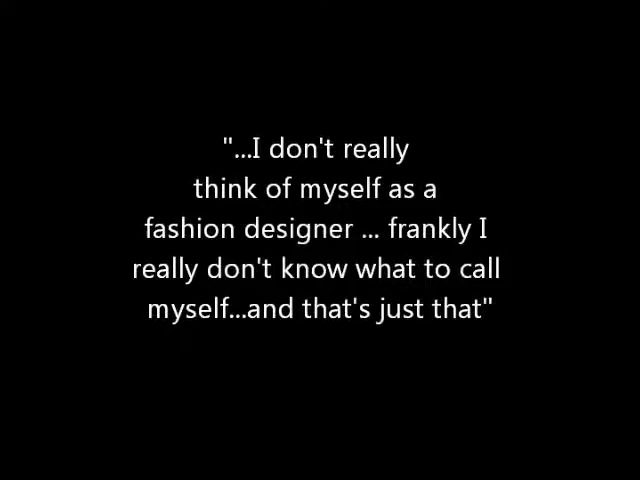 "...I don't really
think of myself as a
fashion designer ... frankly I
really don't know what to call
myself...and that's just that"